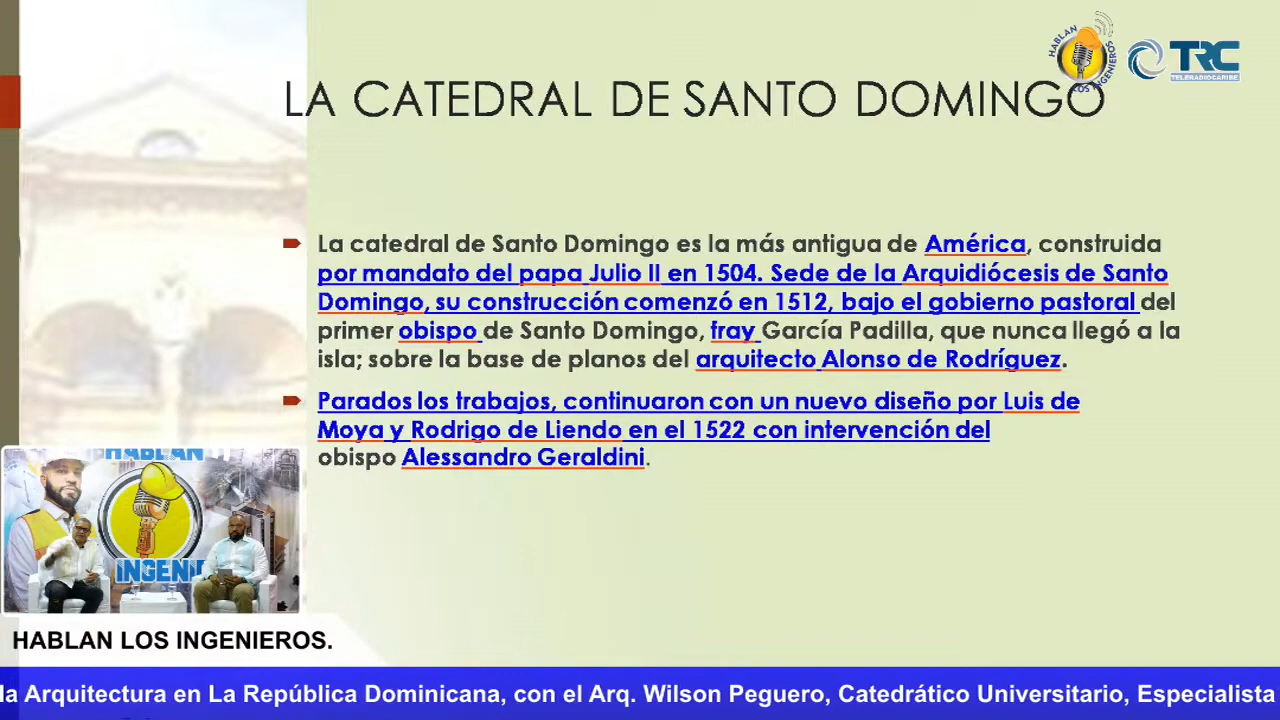 HABLAN
LOS INGENIEROS
TRC
TELERADIOCARIBE
LA CATEDRAL DE SANTO DOMINGO
La catedral de Santo Domingo es la más antigua de América, construida
por mandato del papa Julio II en 1504. Sede de la Arquidiócesis de Santo
Domingo, su construcción comenzó en 1512, bajo el gobierno pastoral del
primer obispo de Santo Domingo, fray García Padilla, que nunca llegó a la
isla; sobre la base de planos del arquitecto Alonso de Rodríguez.
Parados los trabajos, continuaron con un nuevo diseño por Luis de
Moya y Rodrigo de Liendo en el 1522 con intervención del
obispo Alessandro Geraldini.
HABLAN
INGENI
HABLAN LOS INGENIEROS.
la Arquitectura en La República Dominicana, con el Arq. Wilson Peguero, Catedrático Universitario, Especialista